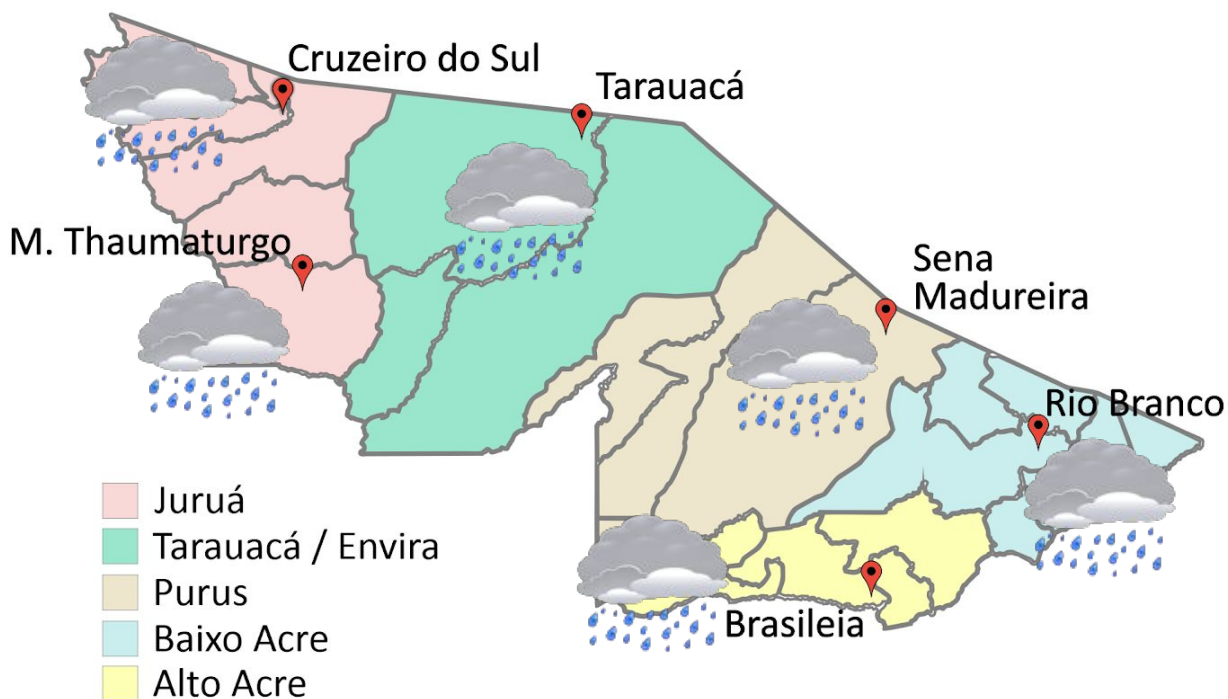 Cruzeiro do Sul
Tarauacá
M. Thaumaturgo
Sena
Madureira
Rio Branco
Brasileia
Juruá
Tarauacá / Envira
Purus
Baixo Acre
Alto Acre